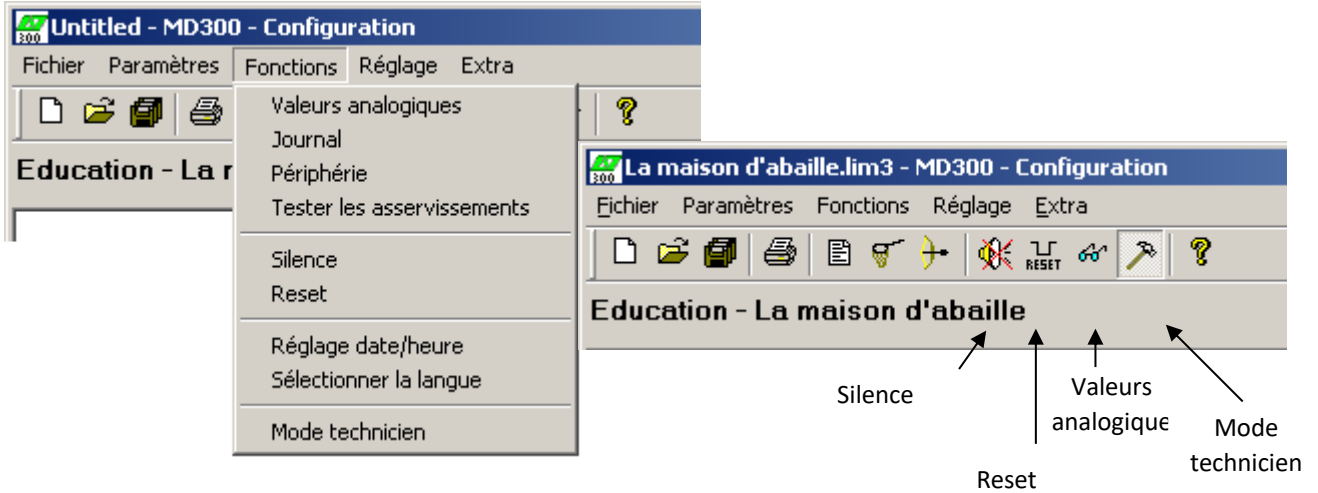 300
Untitled - MD300 - Configuration
Fichier Paramètres Fonctions Réglage Extra
Valeurs analogiques
Journal
Périphérie
Tester les asservissements
Silence
Reset
Réglage date/heure
Sélectionner la langue
Mode technicien
Education - La
300
La maison d'abaille.lim3 - MD300 - Configuration
Fichier Paramètres Fonctions Réglage Extra
RESET
Education - La maison d'abaille
Silence
Reset
Valeurs
analogique
Mode
technicien